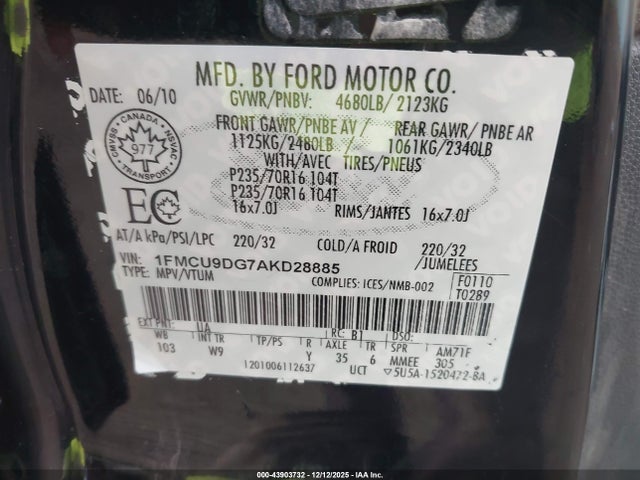 MFD. BY FORD MOTOR CO.
DATE: 06/10
GVWR/PNBV: 4680LB/ 2123KG
FRONT GAWR/PNBE AV / REAR GAWR/ PNBE AR
1125KG/2480LB / 1061KG/2340LB
WITH/AVEC TIRES/PNEUS
P235/70R16 104T
P235/70R16 104T
16x7.0J RIMS/JANTES 16x7.0J
CANADA
977
TRANSPORT
EC
AT/A kPa/PSI/LPC 220/32 COLD/A FROID 220/32
VIN: 1FMCU9DG7AKD28885 /JUMELEES
TYPE: MPV/VTUM COMPLIES: ICES/NMB-002 F0110
T0289
EXT PNT: UA RC: B1 DSO:
WB INT TR TP/PS R AXLE TR SPR AM71F
103 W9 Y 35 6 MMEE 305
1201006112637 UCT ▽5U5A-1520472-BA
000-43903732 - 12/12/2025 - IAA Inc.